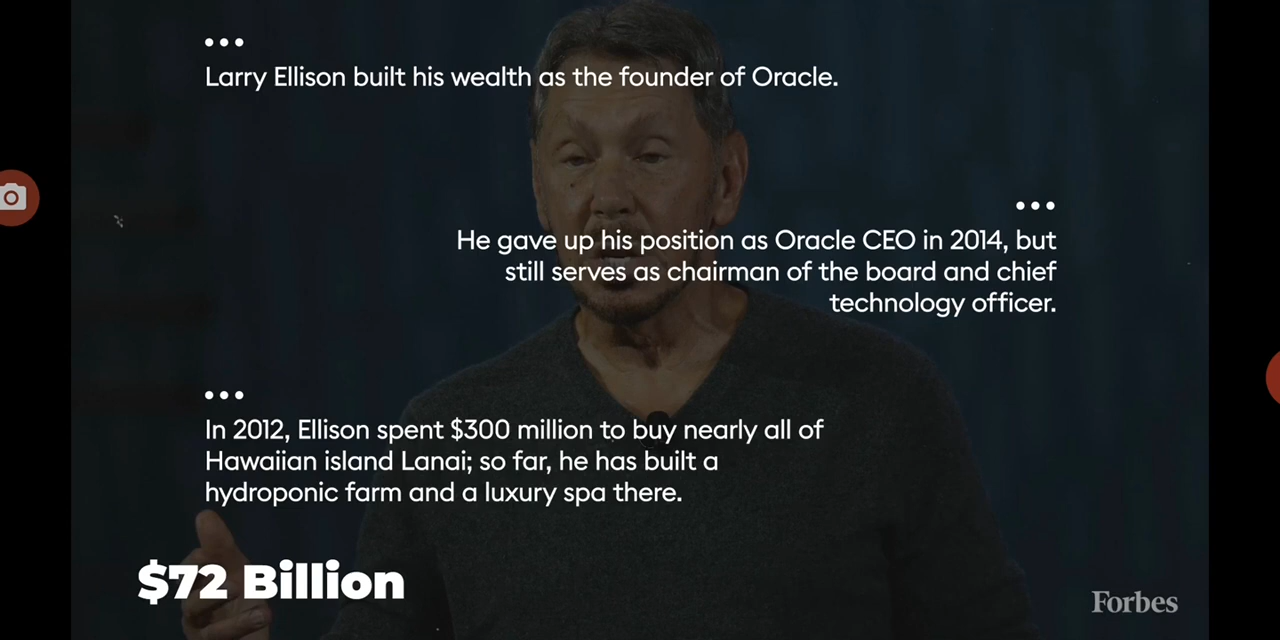 Larry Ellison built his wealth as the founder of Oracle.
He gave up his position as Oracle CEO in 2014, but
still serves as chairman of the board and chief
technology officer.
In 2012, Ellison spent $300 million to buy nearly all of
Hawaiian island Lanai; so far, he has built a
hydroponic farm and a luxury spa there.
$72 Billion
Forbes